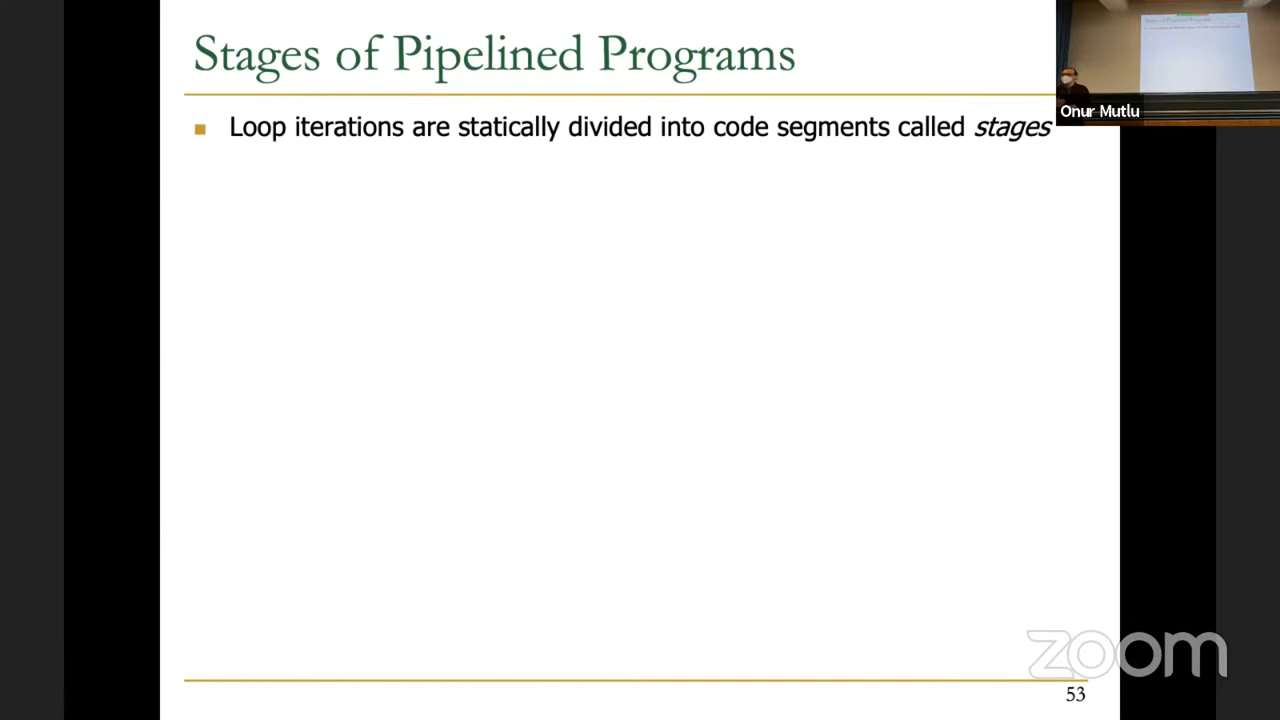 Stages of Pipelined Programs
Loop iterations are statically divided into code segments called stages
Onur Mutlu
zoom
53